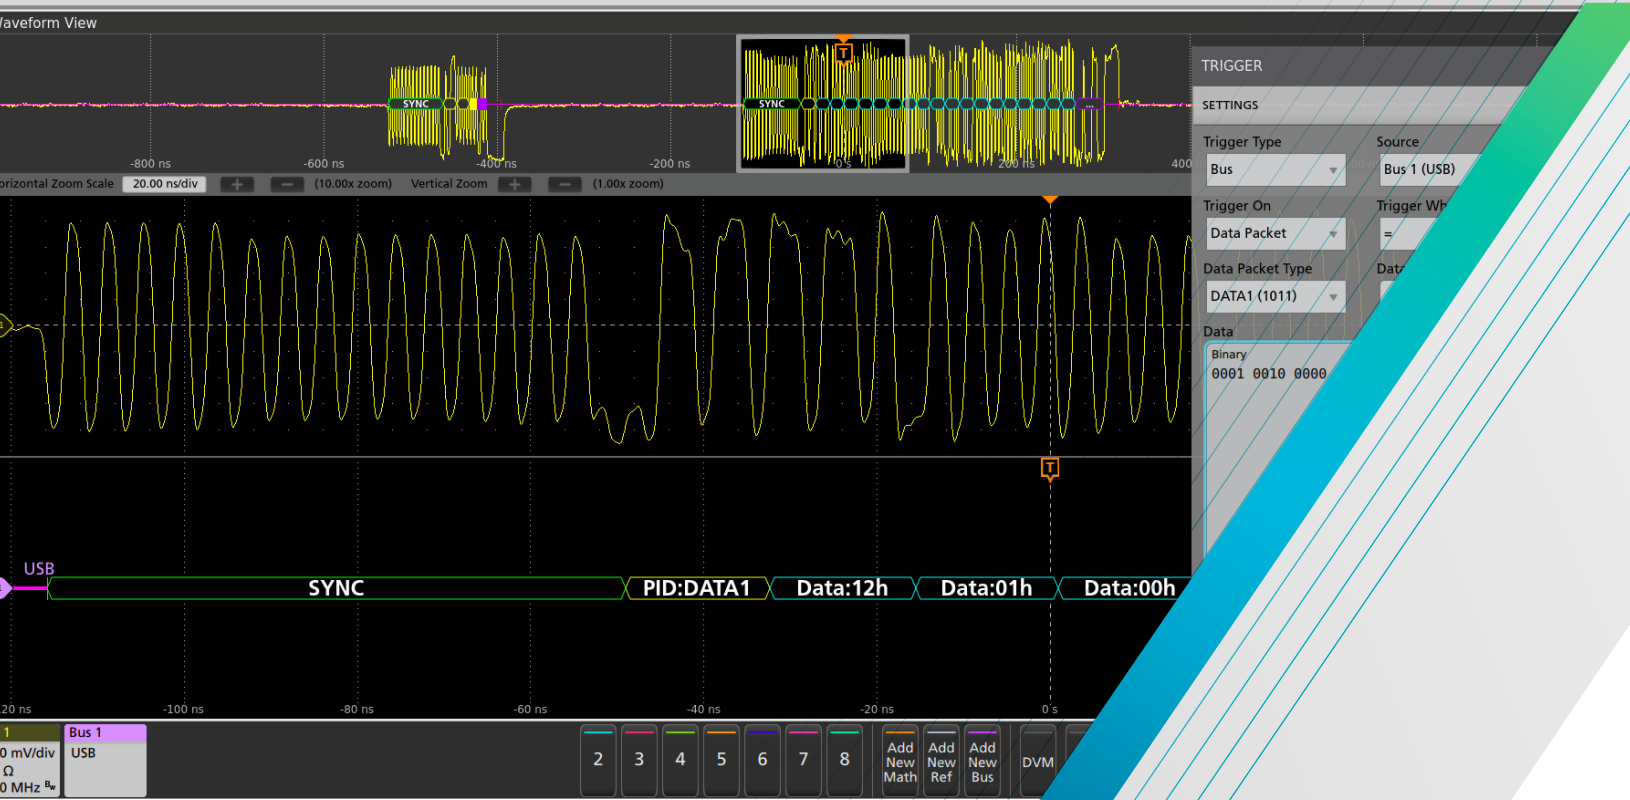 Waveform View
TRIGGER
SETTINGS
T
SYNC
SYNC
...
-800 ns
-600 ns
-400 ns
-200 ns
0 s
200 ns
400
Trigger Type
Source
Bus
Bus 1 (USB)
Horizontal Zoom Scale
20.00 ns/div
+
−
(10.00x zoom)
Vertical Zoom
+
−
(1.00x zoom)
Trigger On
Trigger Wh
Data Packet
=
Data Packet Type
Data
DATA1 (1011)
Data
Binary
0001 0010 0000
T
USB
SYNC
PID:DATA1
Data:12h
Data:01h
Data:00h
20 ns
-100 ns
-80 ns
-60 ns
-40 ns
-20 ns
0 s
1
Bus 1
0 mV/div
USB
Ω
0 MHz Bw
2
3
4
5
6
7
8
Add New Math
Add New Ref
Add New Bus
DVM